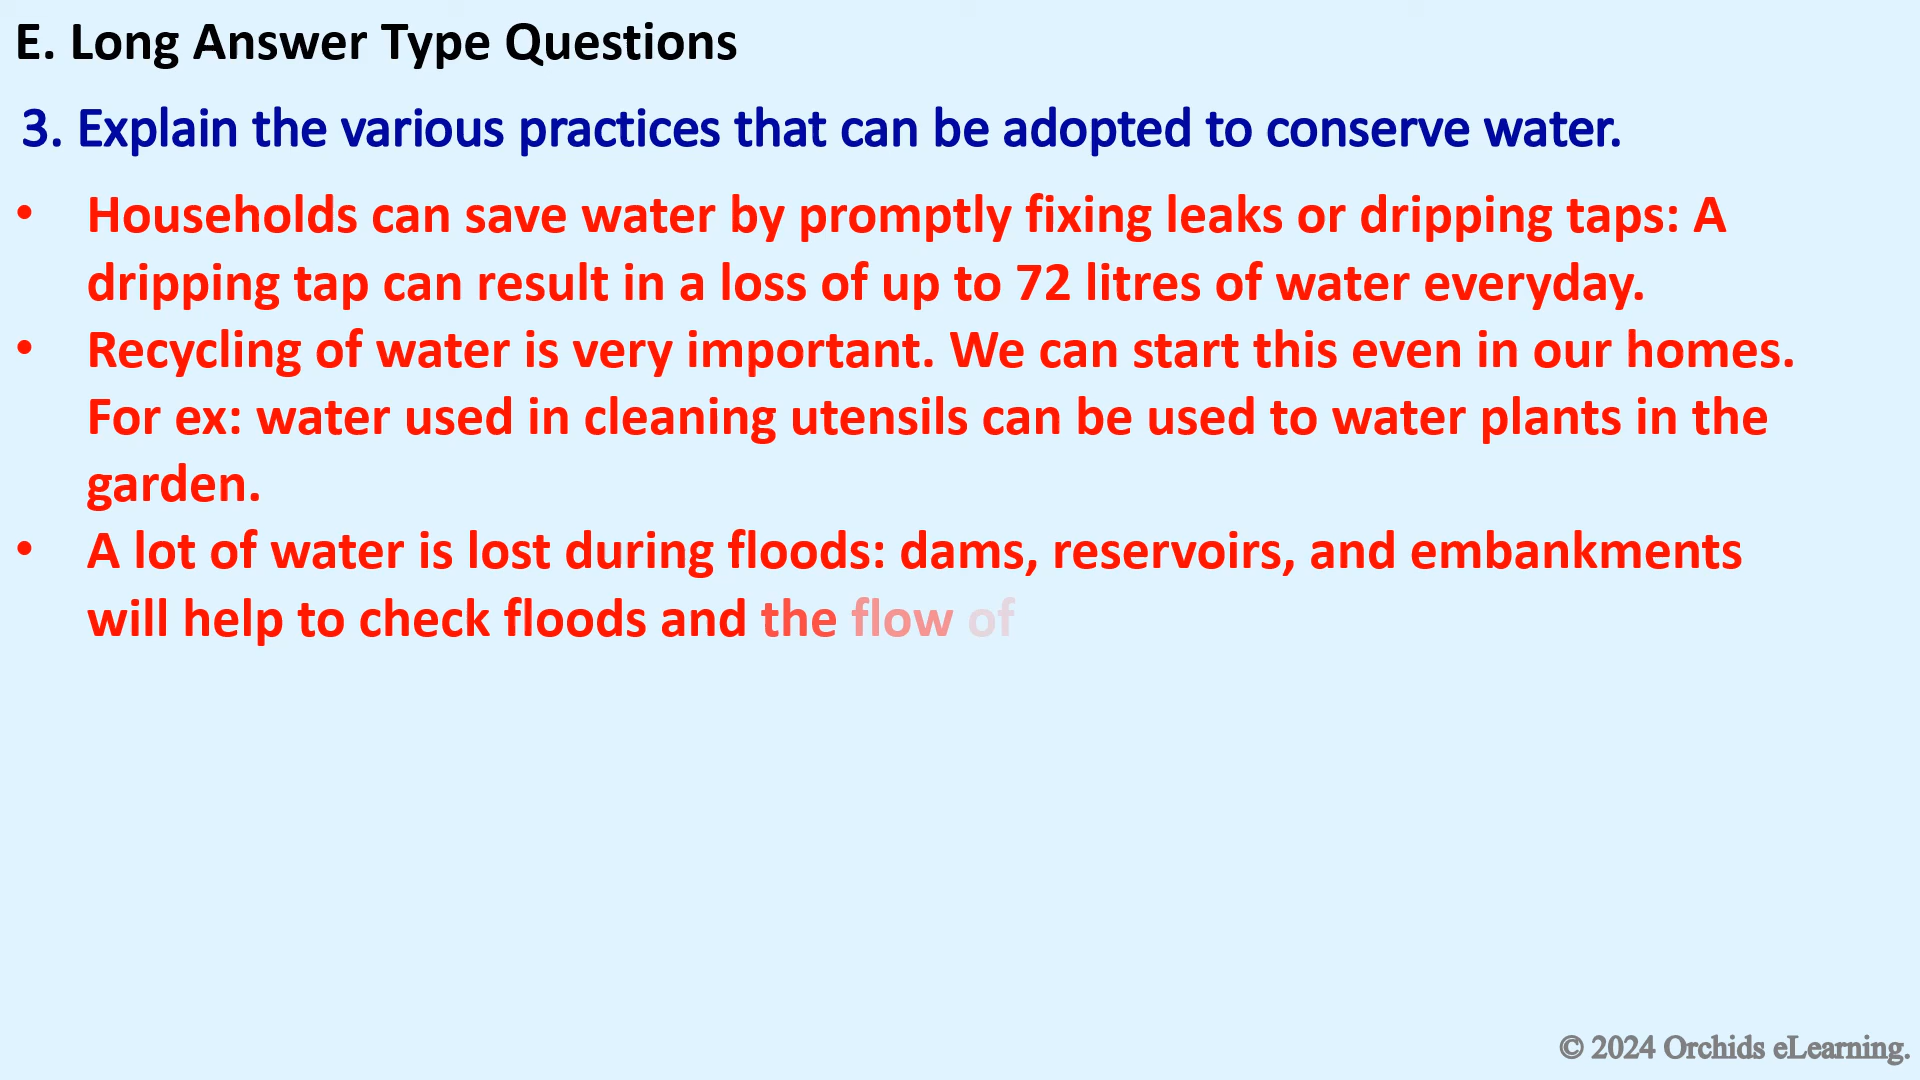 E. Long Answer Type Questions
3. Explain the various practices that can be adopted to conserve water.
• Households can save water by promptly fixing leaks or dripping taps: A
dripping tap can result in a loss of up to 72 litres of water everyday.
• Recycling of water is very important. We can start this even in our homes.
For ex: water used in cleaning utensils can be used to water plants in the
garden.
• A lot of water is lost during floods: dams, reservoirs, and embankments
will help to check floods and the flow of
© 2024 Orchids eLearning.